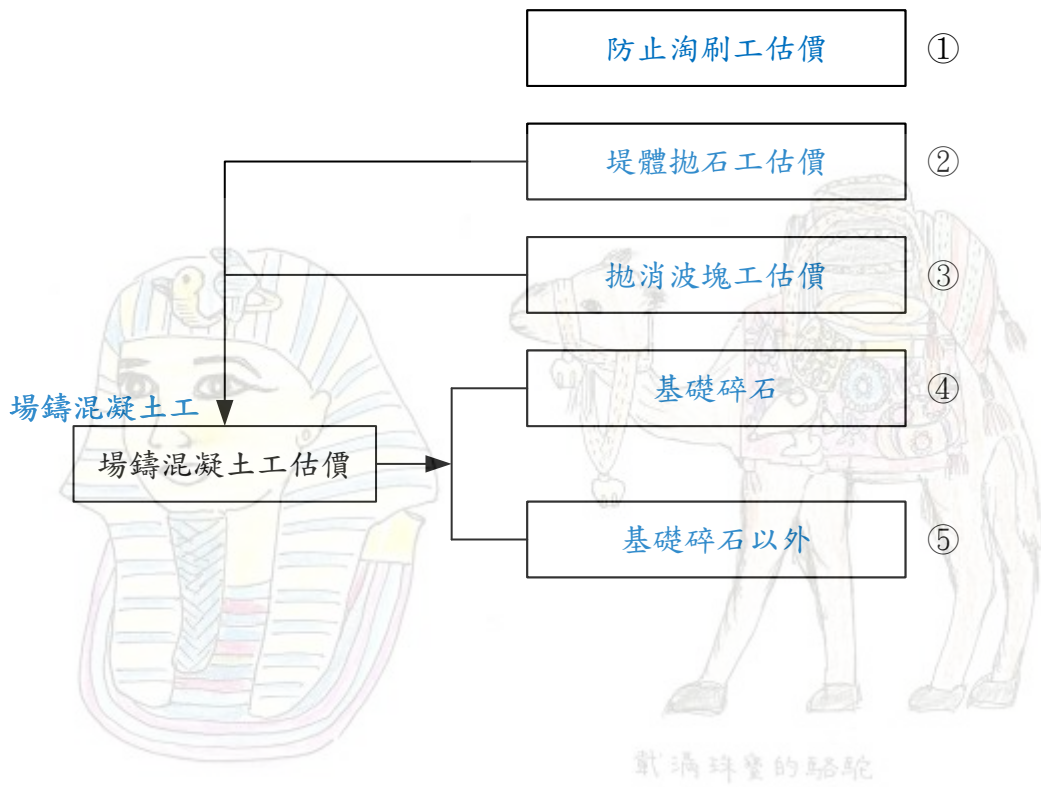 防止淘刷工估價 ①
堤體拋石工估價 ②
拋消波塊工估價 ③
基礎碎石 ④
場鑄混凝土工
場鑄混凝土工估價
基礎碎石以外 ⑤
載滿珠寶的駱駝